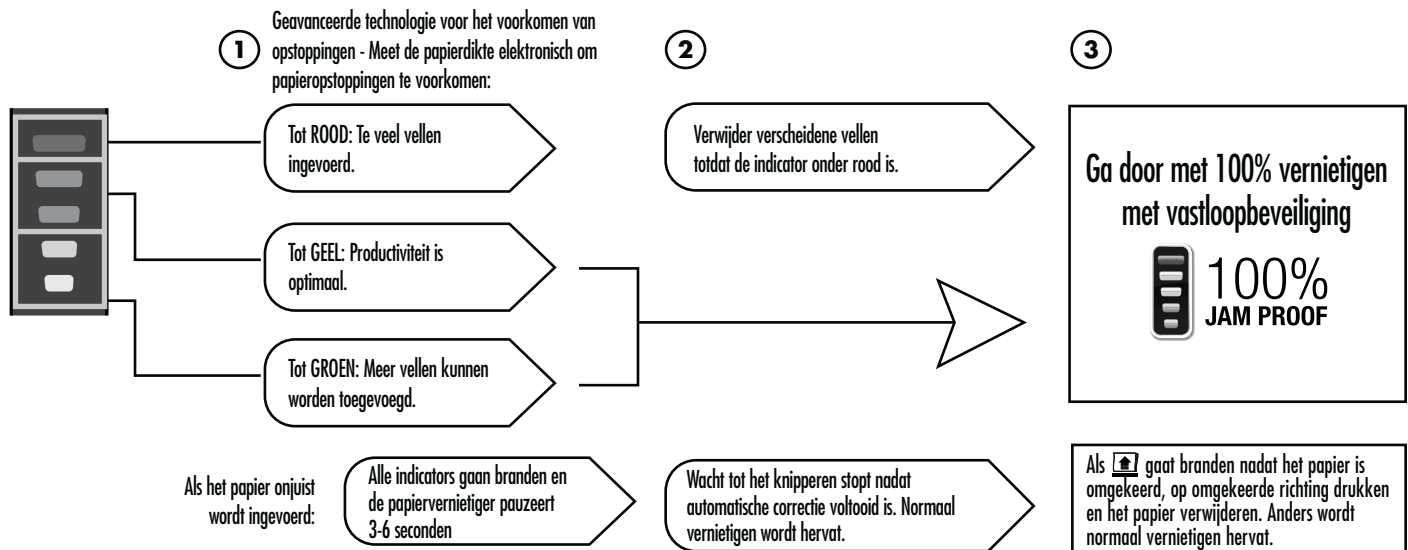 1
Geavanceerde technologie voor het voorkomen van
opstoppingen - Meet de papierdikte elektronisch om
papieropstoppingen te voorkomen:
Tot ROOD: Te veel vellen
ingevoerd.
Tot GEEL: Productiviteit is
optimaal.
Tot GROEN: Meer vellen kunnen
worden toegevoegd.
2
Verwijder verscheidene vellen
totdat de indicator onder rood is.
3
Ga door met 100% vernietigen
met vastloopbeveiliging
100%
JAM PROOF
Als het papier onjuist
wordt ingevoerd:
Alle indicators gaan branden en
de papiervernietiger pauzeert
3-6 seconden
Wacht tot het knipperen stopt nadat
automatische correctie voltooid is. Normaal
vernietigen wordt hervat.
Als gaat branden nadat het papier is
omgekeerd, op omgekeerde richting drukken
en het papier verwijderen. Anders wordt
normaal vernietigen hervat.